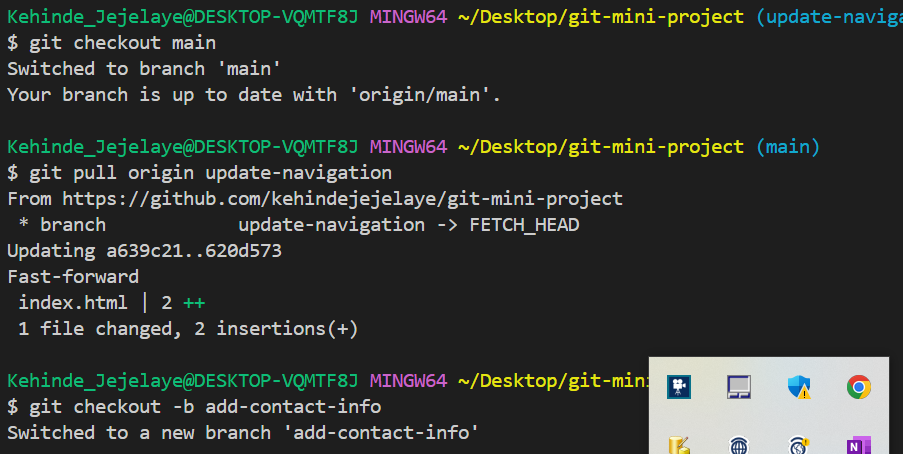 Kehinde_Jejelaye@DESKTOP-VQMTF8J MINGW64 ~/Desktop/git-mini-project (update-naviga
$ git checkout main
Switched to branch 'main'
Your branch is up to date with 'origin/main'.
Kehinde_Jejelaye@DESKTOP-VQMTF8J MINGW64 ~/Desktop/git-mini-project (main)
$ git pull origin update-navigation
From https://github.com/kehindejejelaye/git-mini-project
 * branch            update-navigation -> FETCH_HEAD
Updating a639c21..620d573
Fast-forward
 index.html | 2 ++
 1 file changed, 2 insertions(+)
Kehinde_Jejelaye@DESKTOP-VQMTF8J MINGW64 ~/Desktop/git-mini
$ git checkout -b add-contact-info
Switched to a new branch 'add-contact-info'
N